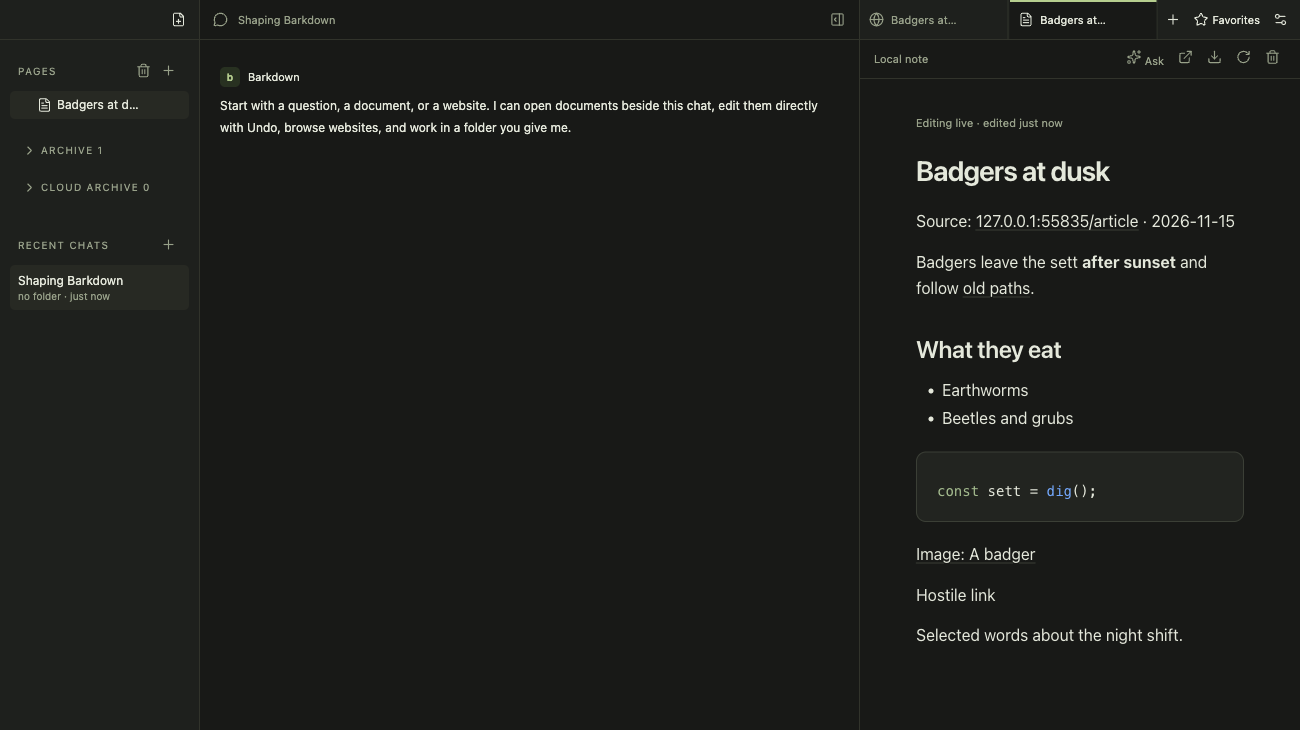 Shaping Barkdown
Badgers at...
Badgers at...
Favorites
PAGES
Badgers at d...
ARCHIVE 1
CLOUD ARCHIVE 0
RECENT CHATS
Shaping Barkdown
no folder · just now
b Barkdown
Start with a question, a document, or a website. I can open documents beside this chat, edit them directly
with Undo, browse websites, and work in a folder you give me.
Local note
Ask
Editing live · edited just now
Badgers at dusk
Source: 127.0.0.1:55835/article · 2026-11-15
Badgers leave the sett after sunset and
follow old paths.
What they eat
• Earthworms
• Beetles and grubs
const sett = dig();
Image: A badger
Hostile link
Selected words about the night shift.